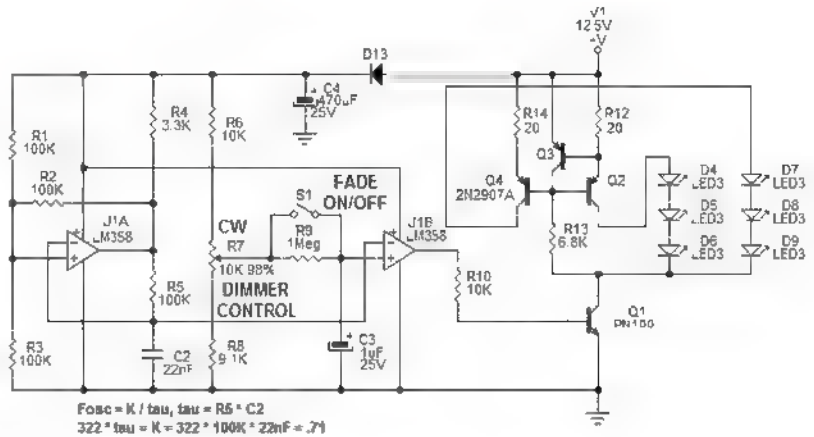 V1
12.5V
+V
D13
C4
470uF
25V
R4
3.3K
R6
10K
R14
20
R12
20
R1
100K
R2
100K
Q3
Q4
2N2907A
Q2
D4
LED3
D7
LED3
D5
LED3
D8
LED3
D6
LED3
D9
LED3
FADE
ON/OFF
S1
J1A
LM358
CW
R7
10K 98%
R9
1Meg
J1B
LM358
R13
6.8K
DIMMER
CONTROL
R5
100K
R10
10K
Q1
PN100
R3
100K
C2
22nF
R8
9.1K
C3
1uF
25V
Fosc = K / tau, tau = R5 * C2
322 * tau = K = 322 * 100K * 22nF = .71